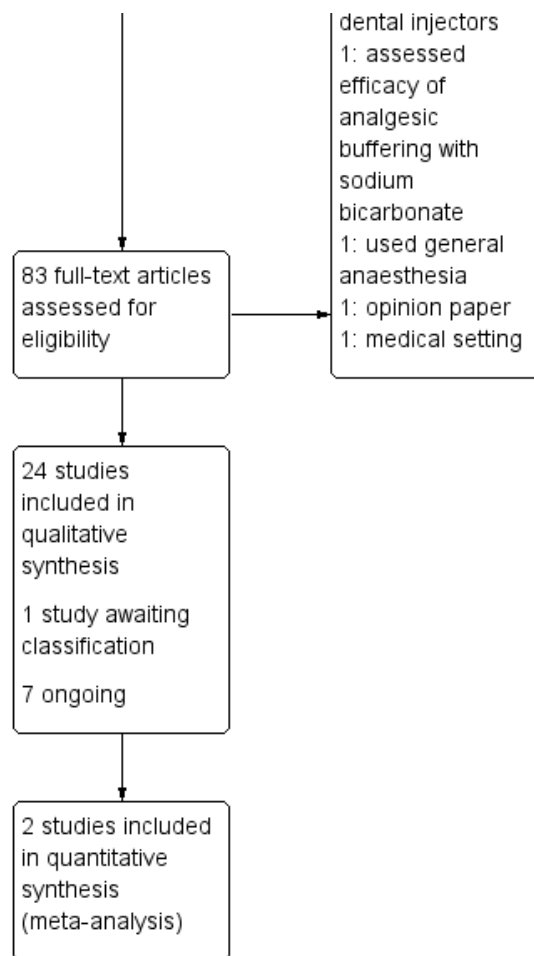 dental injectors
1: assessed
efficacy of
analgesic
buffering with
sodium
bicarbonate
1: used general
anaesthesia
1: opinion paper
1: medical setting
83 full-text articles
assessed for
eligibility
24 studies
included in
qualitative
synthesis
1 study awaiting
classification
7 ongoing
2 studies included
in quantitative
synthesis
(meta-analysis)